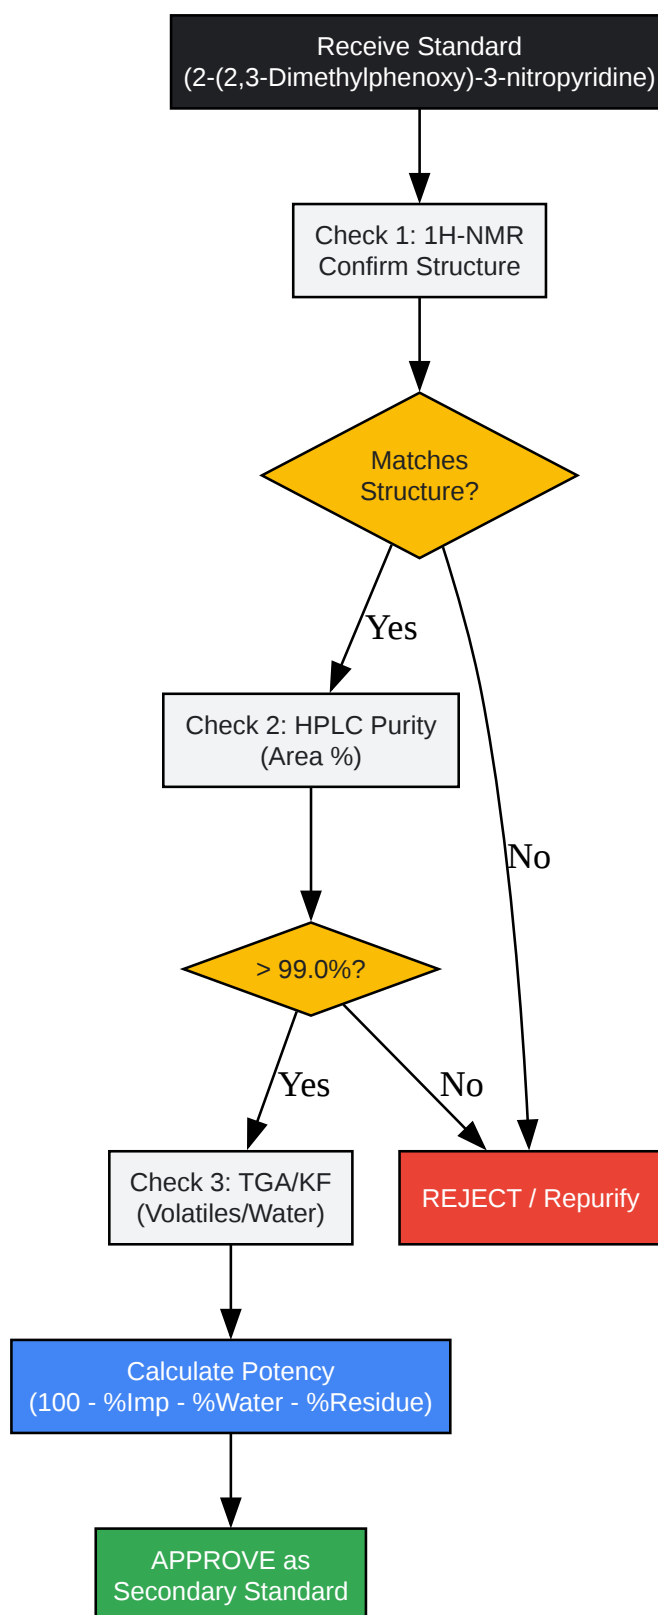 Receive Standard
(2-(2,3-Dimethylphenoxy)-3-nitropyridine)
Check 1: 1H-NMR
Confirm Structure
Matches
Structure?
Yes
Check 2: HPLC Purity
(Area %)
No
> 99.0%?
Yes
No
Check 3: TGA/KF
(Volatiles/Water)
REJECT / Repurify
Calculate Potency
(100 - %Imp - %Water - %Residue)
APPROVE as
Secondary Standard